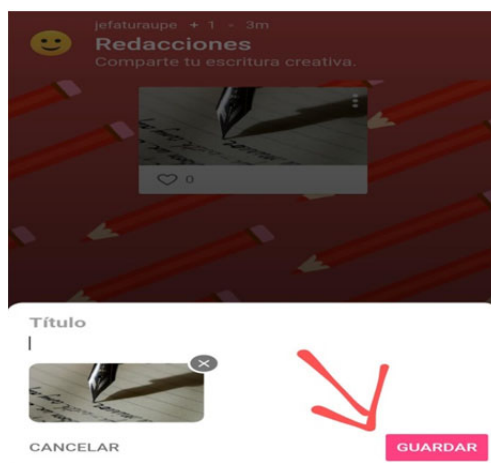 jefaturaupe + 1 - 3m
Redacciones
Comparte tu escritura creativa.
0
Título
CANCELAR
GUARDAR